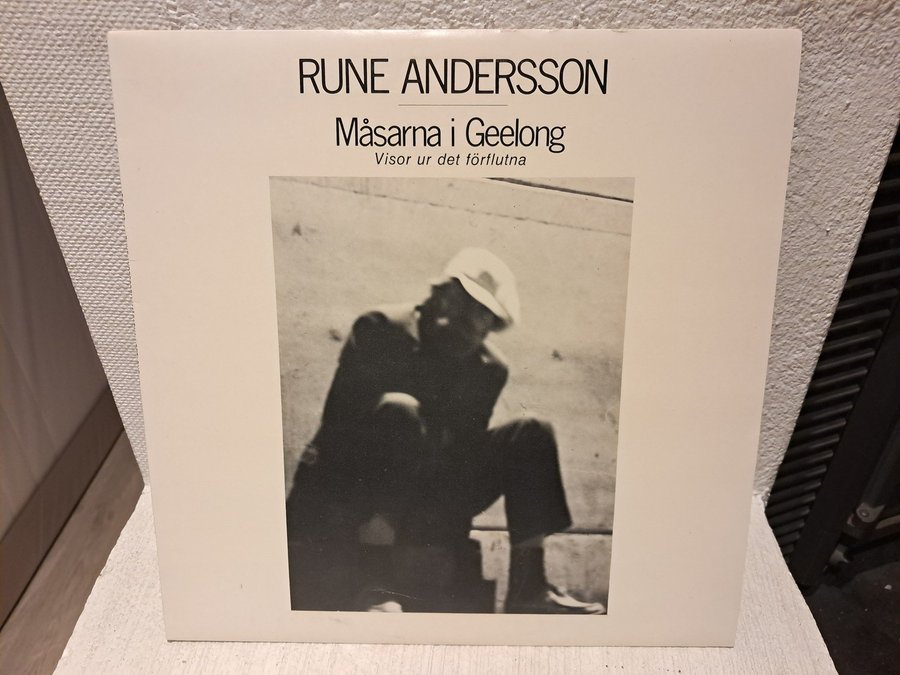 RUNE ANDERSSON
Måsarna i Geelong
Visor ur det förflutna